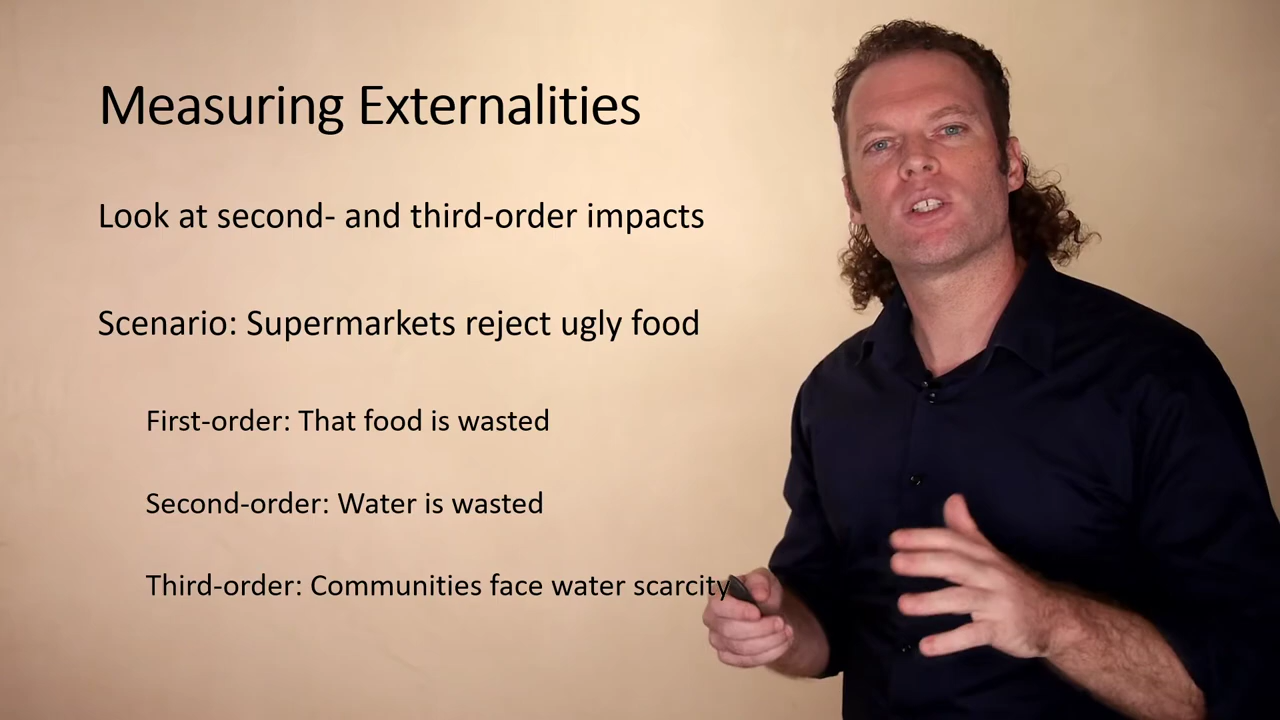 Measuring Externalities
Look at second- and third-order impacts
Scenario: Supermarkets reject ugly food
First-order: That food is wasted
Second-order: Water is wasted
Third-order: Communities face water scarcity